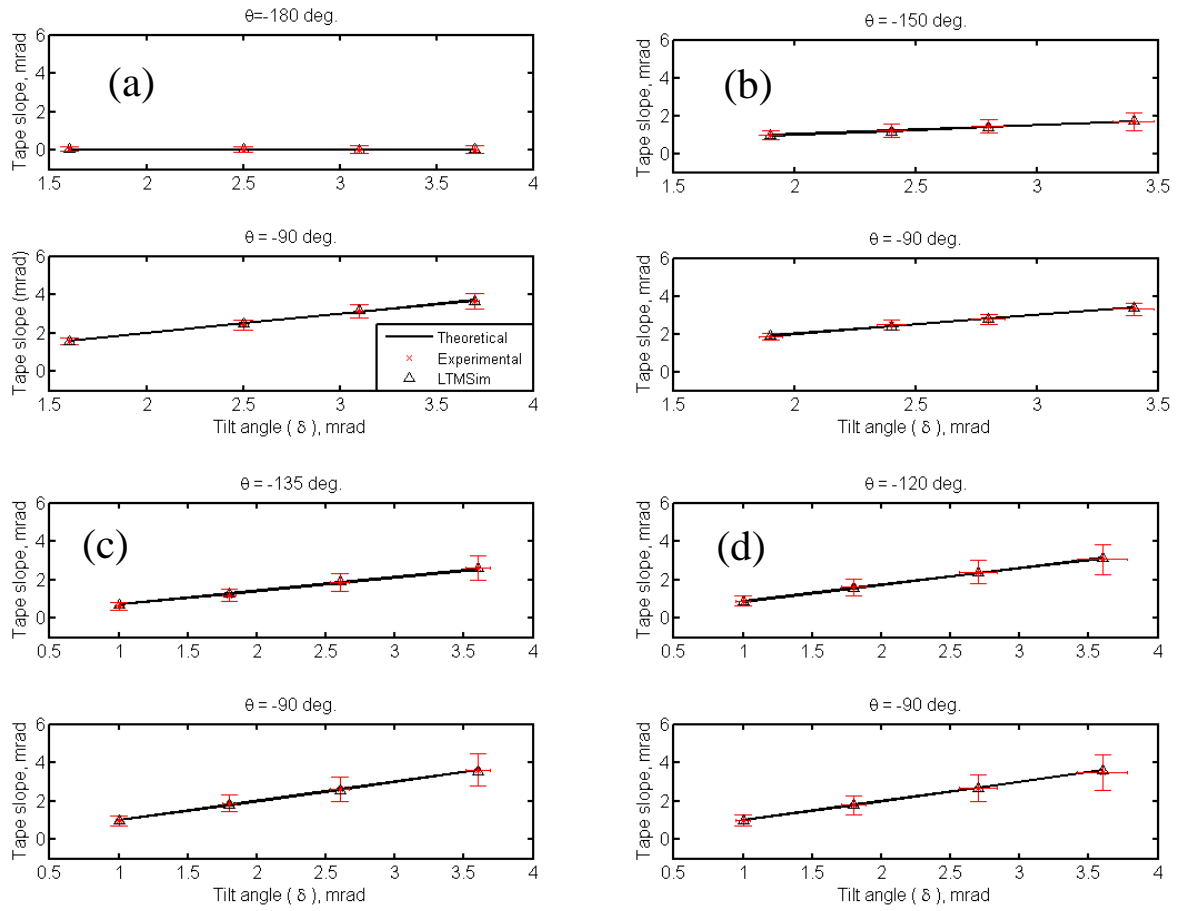 θ=-180 deg.
Tape slope, mrad
6
4
2
0
(a)
1.5 2 2.5 3 3.5 4
θ = -90 deg.
Tape slope (mrad)
6
4
2
0
Theoretical
Experimental
LTMSim
1.5 2 2.5 3 3.5 4
Tilt angle ( δ ), mrad
θ = -150 deg.
Tape slope, mrad
6
4
2
0
(b)
1.5 2 2.5 3 3.5
θ = -90 deg.
Tape slope, mrad
6
4
2
0
1.5 2 2.5 3 3.5
Tilt angle ( δ ), mrad
θ = -135 deg.
Tape slope, mrad
6
4
2
0
(c)
0.5 1 1.5 2 2.5 3 3.5 4
θ = -90 deg.
Tape slope, mrad
6
4
2
0
0.5 1 1.5 2 2.5 3 3.5 4
Tilt angle ( δ ), mrad
θ = -120 deg.
Tape slope, mrad
6
4
2
0
(d)
0.5 1 1.5 2 2.5 3 3.5 4
θ = -90 deg.
Tape slope, mrad
6
4
2
0
0.5 1 1.5 2 2.5 3 3.5 4
Tilt angle ( δ ), mrad